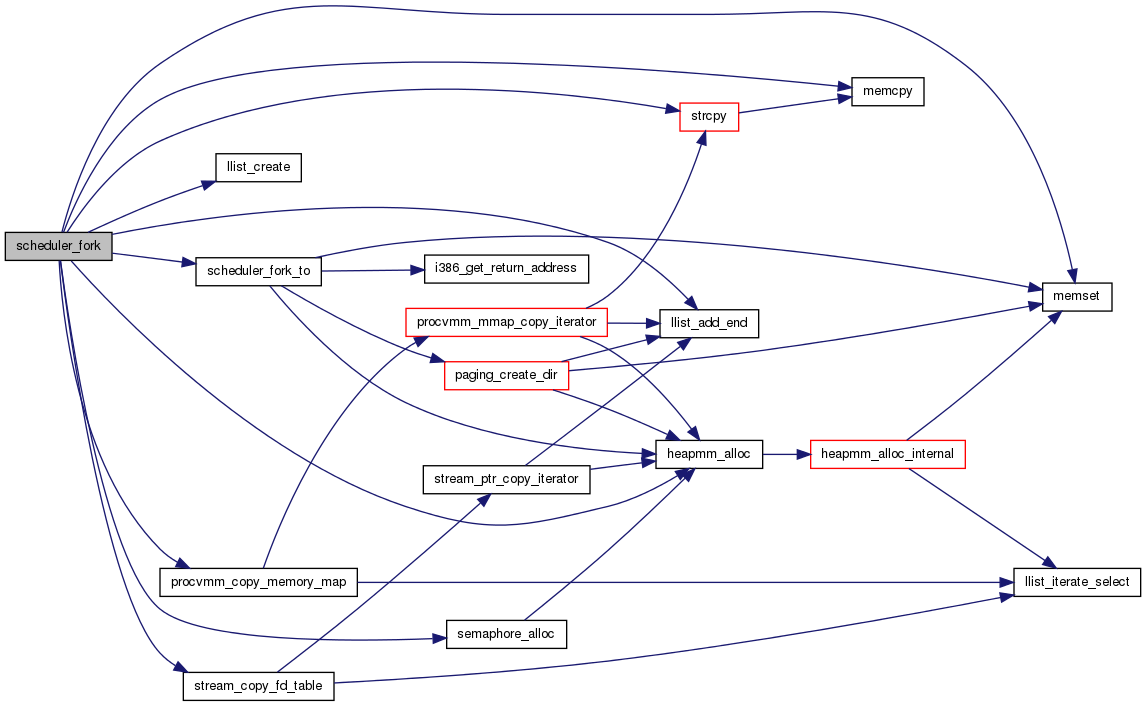 memcpy
strcpy
llist_create
scheduler_fork
scheduler_fork_to
i386_get_return_address
memset
procvmm_mmap_copy_iterator
llist_add_end
paging_create_dir
heapmm_alloc
heapmm_alloc_internal
stream_ptr_copy_iterator
procvmm_copy_memory_map
llist_iterate_select
semaphore_alloc
stream_copy_fd_table